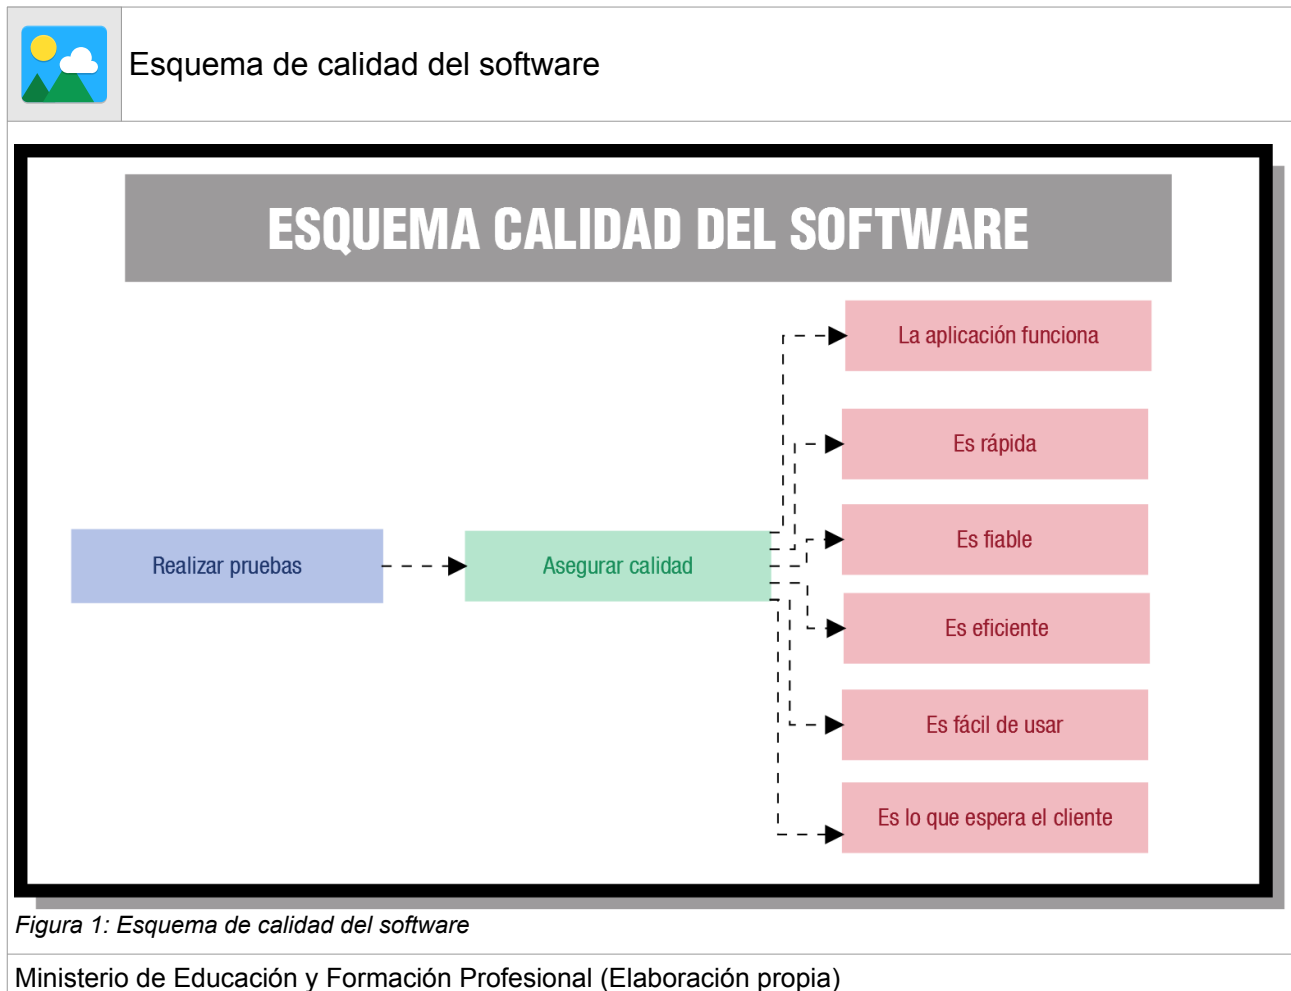 Esquema de calidad del software
ESQUEMA CALIDAD DEL SOFTWARE
La aplicación funciona
Es rápida
Es fiable
Realizar pruebas
Asegurar calidad
Es eficiente
Es fácil de usar
Es lo que espera el cliente
Figura 1: Esquema de calidad del software
Ministerio de Educación y Formación Profesional (Elaboración propia)